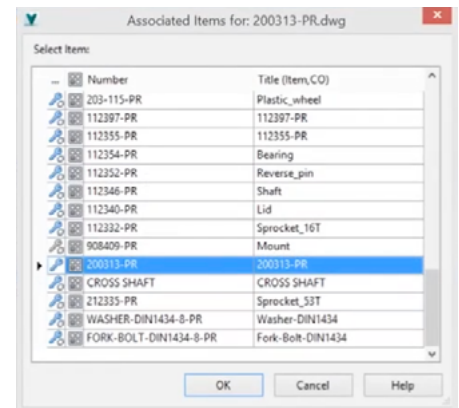 Associated Items for: 200313-PR.dwg
Select Item:
... Number Title (Item,CO)
203-115-PR Plastic_wheel
112397-PR 112397-PR
112355-PR 112355-PR
112354-PR Bearing
112352-PR Reverse_pin
112346-PR Shaft
112340-PR Lid
112332-PR Sprocket_16T
908409-PR Mount
200313-PR 200313-PR
CROSS SHAFT CROSS SHAFT
212335-PR Sprocket_53T
WASHER-DIN1434-8-PR Washer-DIN1434
FORK-BOLT-DIN1434-8-PR Fork-Bolt-DIN1434
OK Cancel Help